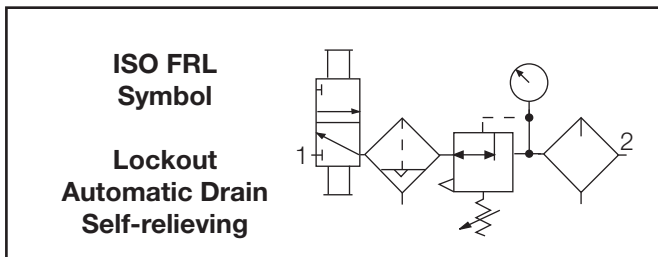 ISO FRL
Symbol
Lockout
Automatic Drain
Self-relieving
1
2